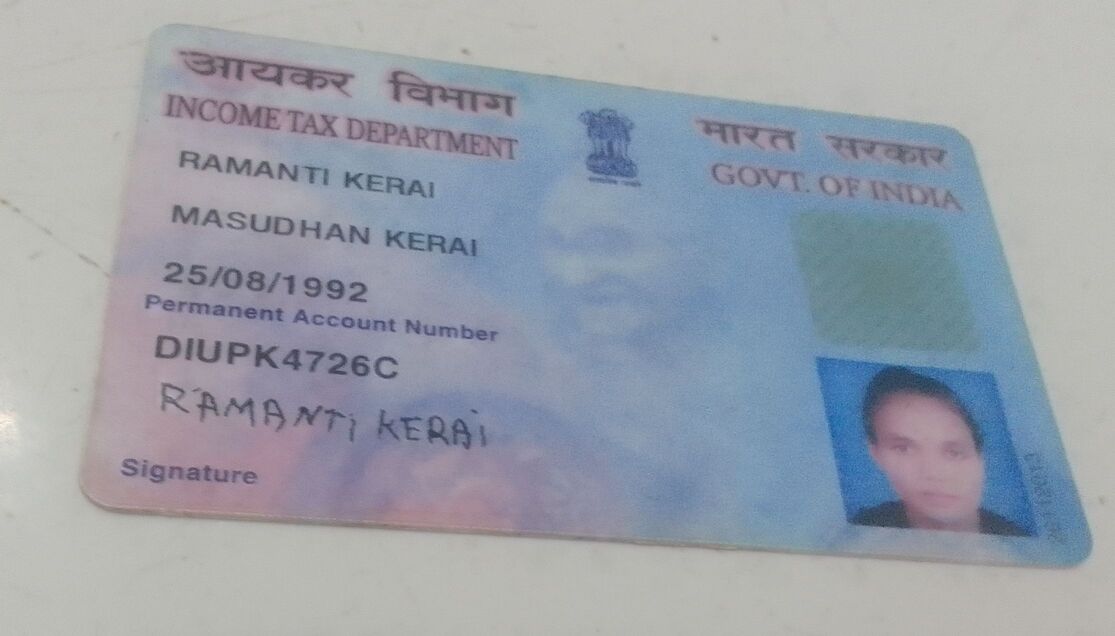 आयकर विभाग
INCOME TAX DEPARTMENT
भारत सरकार
GOVT. OF INDIA
RAMANTI KERAI
MASUDHAN KERAI
25/08/1992
Permanent Account Number
DIUPK4726C
RAMANTi KERAi
Signature